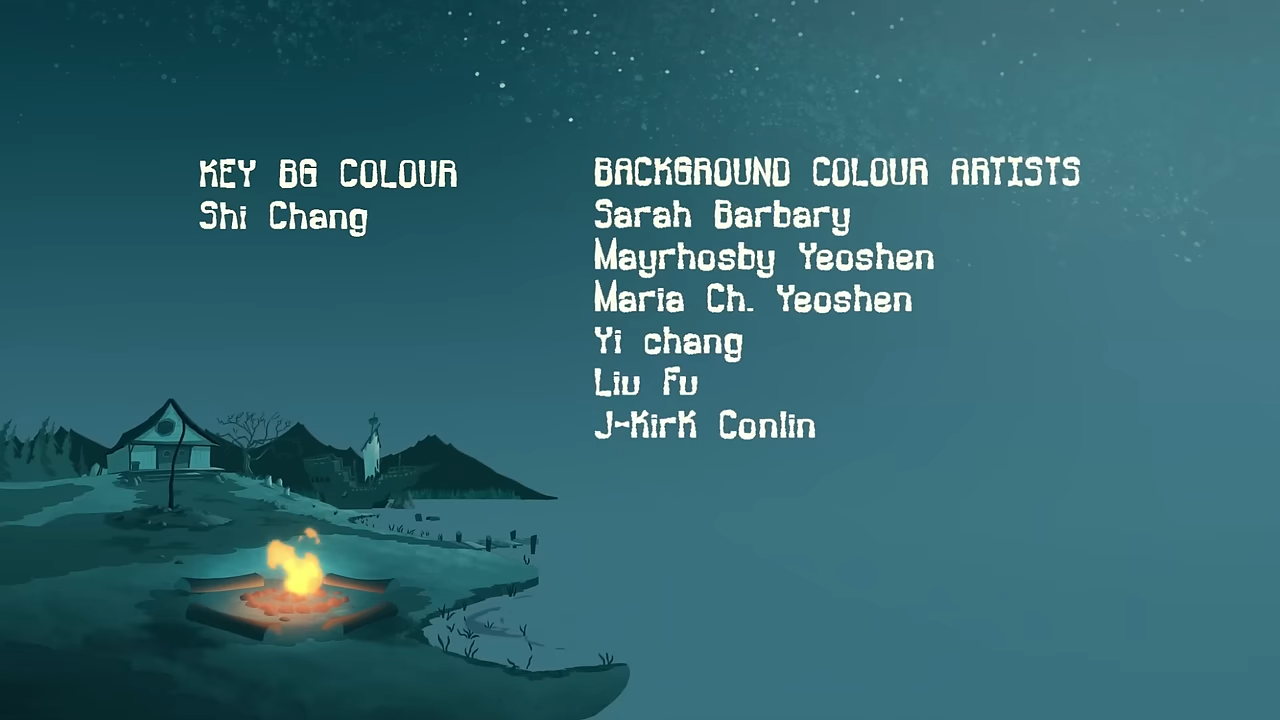 KEY BG COLOUR
Shi Chang
BACKGROUND COLOUR ARTISTS
Sarah Barbary
Mayrhosby Yeoshen
Maria Ch. Yeoshen
Yi chang
Liu Fu
J-KirK Conlin